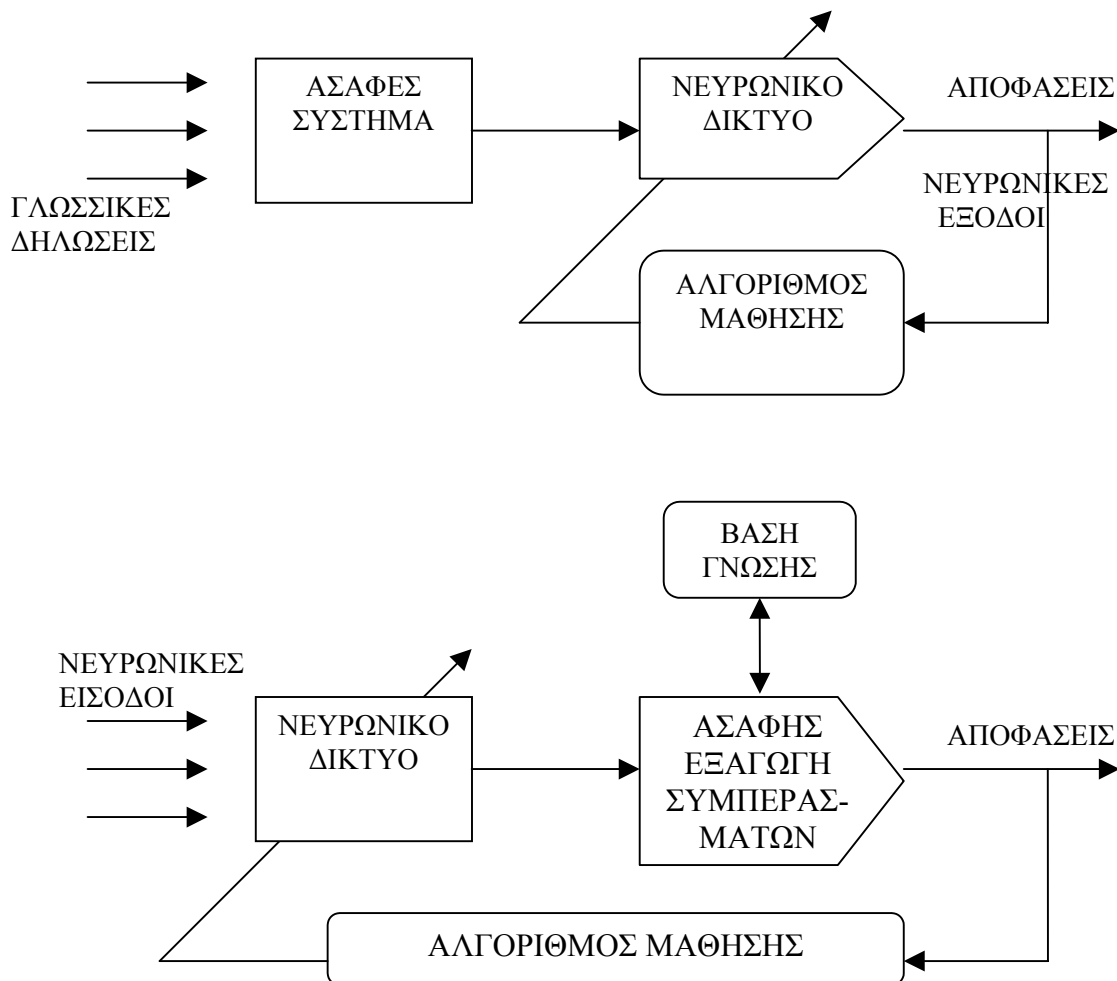 ΑΣΑΦΕΣ
ΣΥΣΤΗΜΑ
ΝΕΥΡΩΝΙΚΟ
ΔΙΚΤΥΟ
ΑΠΟΦΑΣΕΙΣ
ΓΛΩΣΣΙΚΕΣ
ΔΗΛΩΣΕΙΣ
ΝΕΥΡΩΝΙΚΕΣ
ΕΞΟΔΟΙ
ΑΛΓΟΡΙΘΜΟΣ
ΜΑΘΗΣΗΣ
ΒΑΣΗ
ΓΝΩΣΗΣ
ΝΕΥΡΩΝΙΚΕΣ
ΕΙΣΟΔΟΙ
ΝΕΥΡΩΝΙΚΟ
ΔΙΚΤΥΟ
ΑΣΑΦΗΣ
ΕΞΑΓΩΓΗ
ΣΥΜΠΕΡΑΣ-
ΜΑΤΩΝ
ΑΠΟΦΑΣΕΙΣ
ΑΛΓΟΡΙΘΜΟΣ ΜΑΘΗΣΗΣ